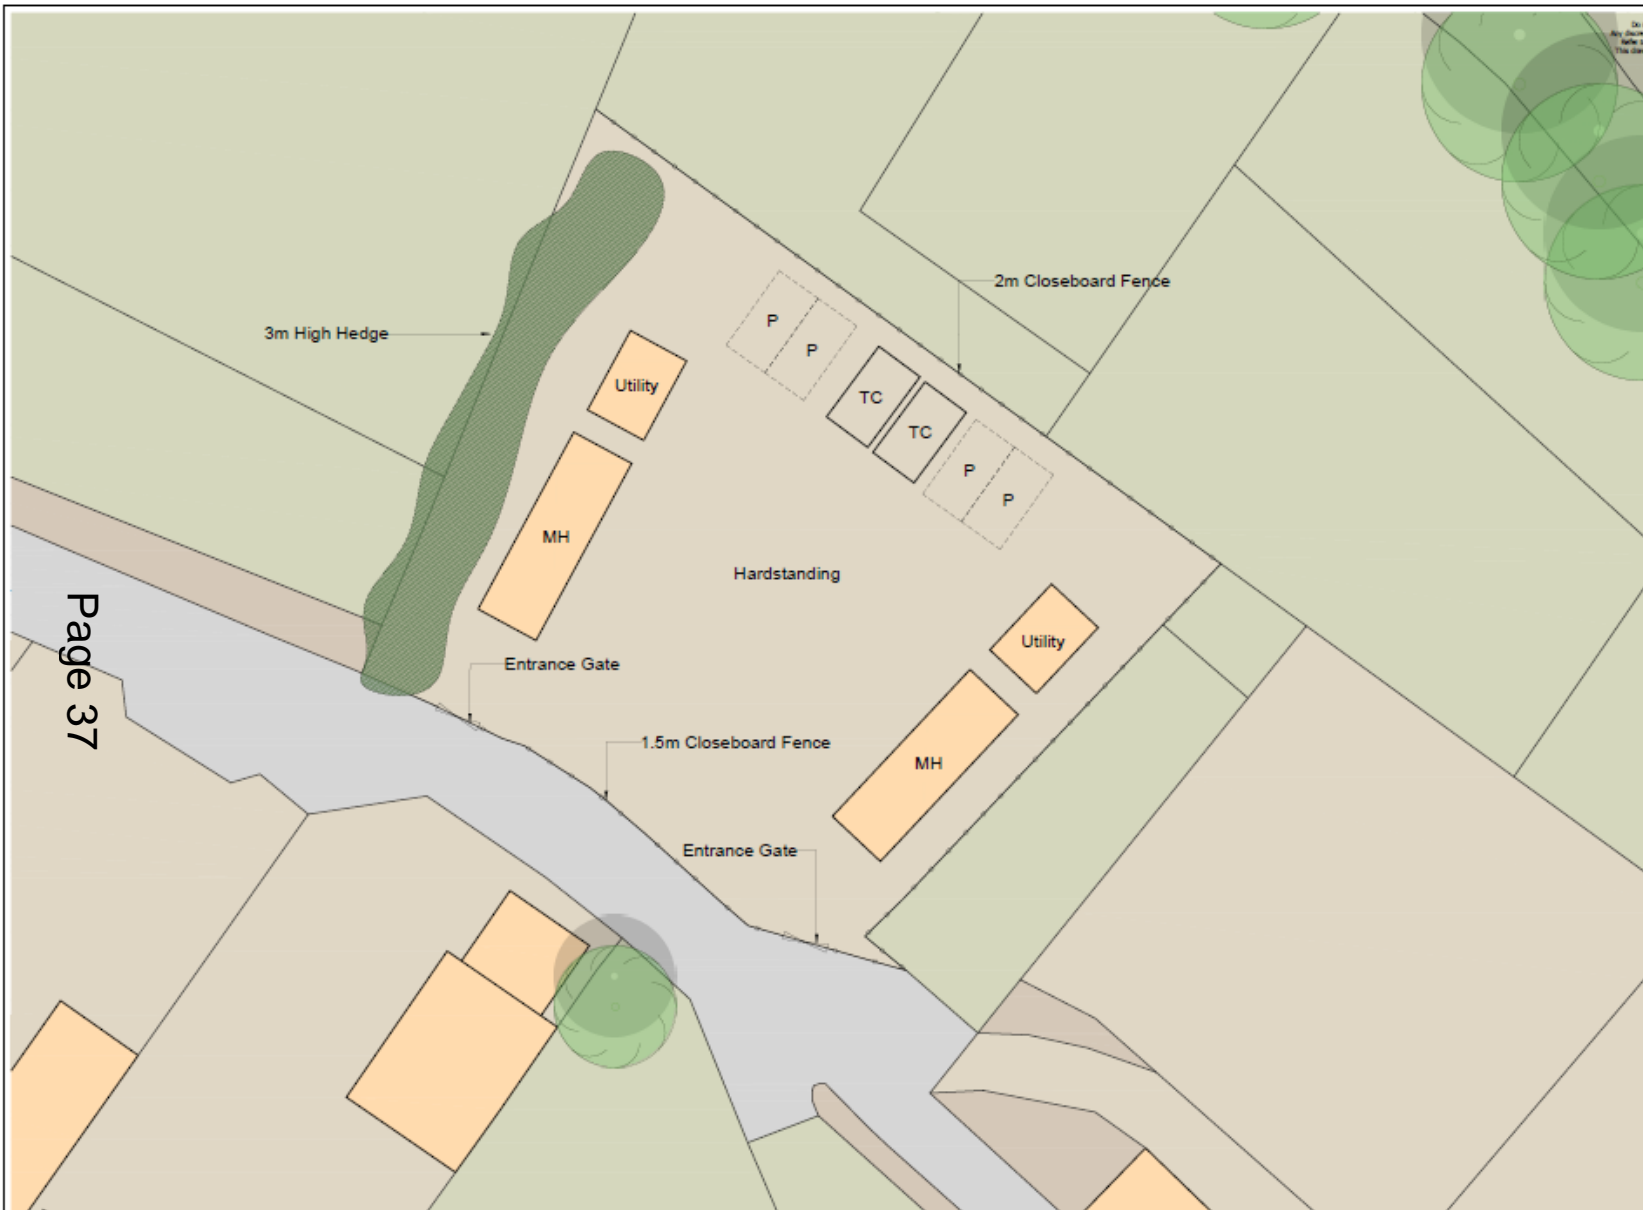 2m Closeboard Fence
3m High Hedge
P
P
Utility
TC
TC
P
P
MH
Hardstanding
Utility
Entrance Gate
1.5m Closeboard Fence
MH
Entrance Gate
Page 37